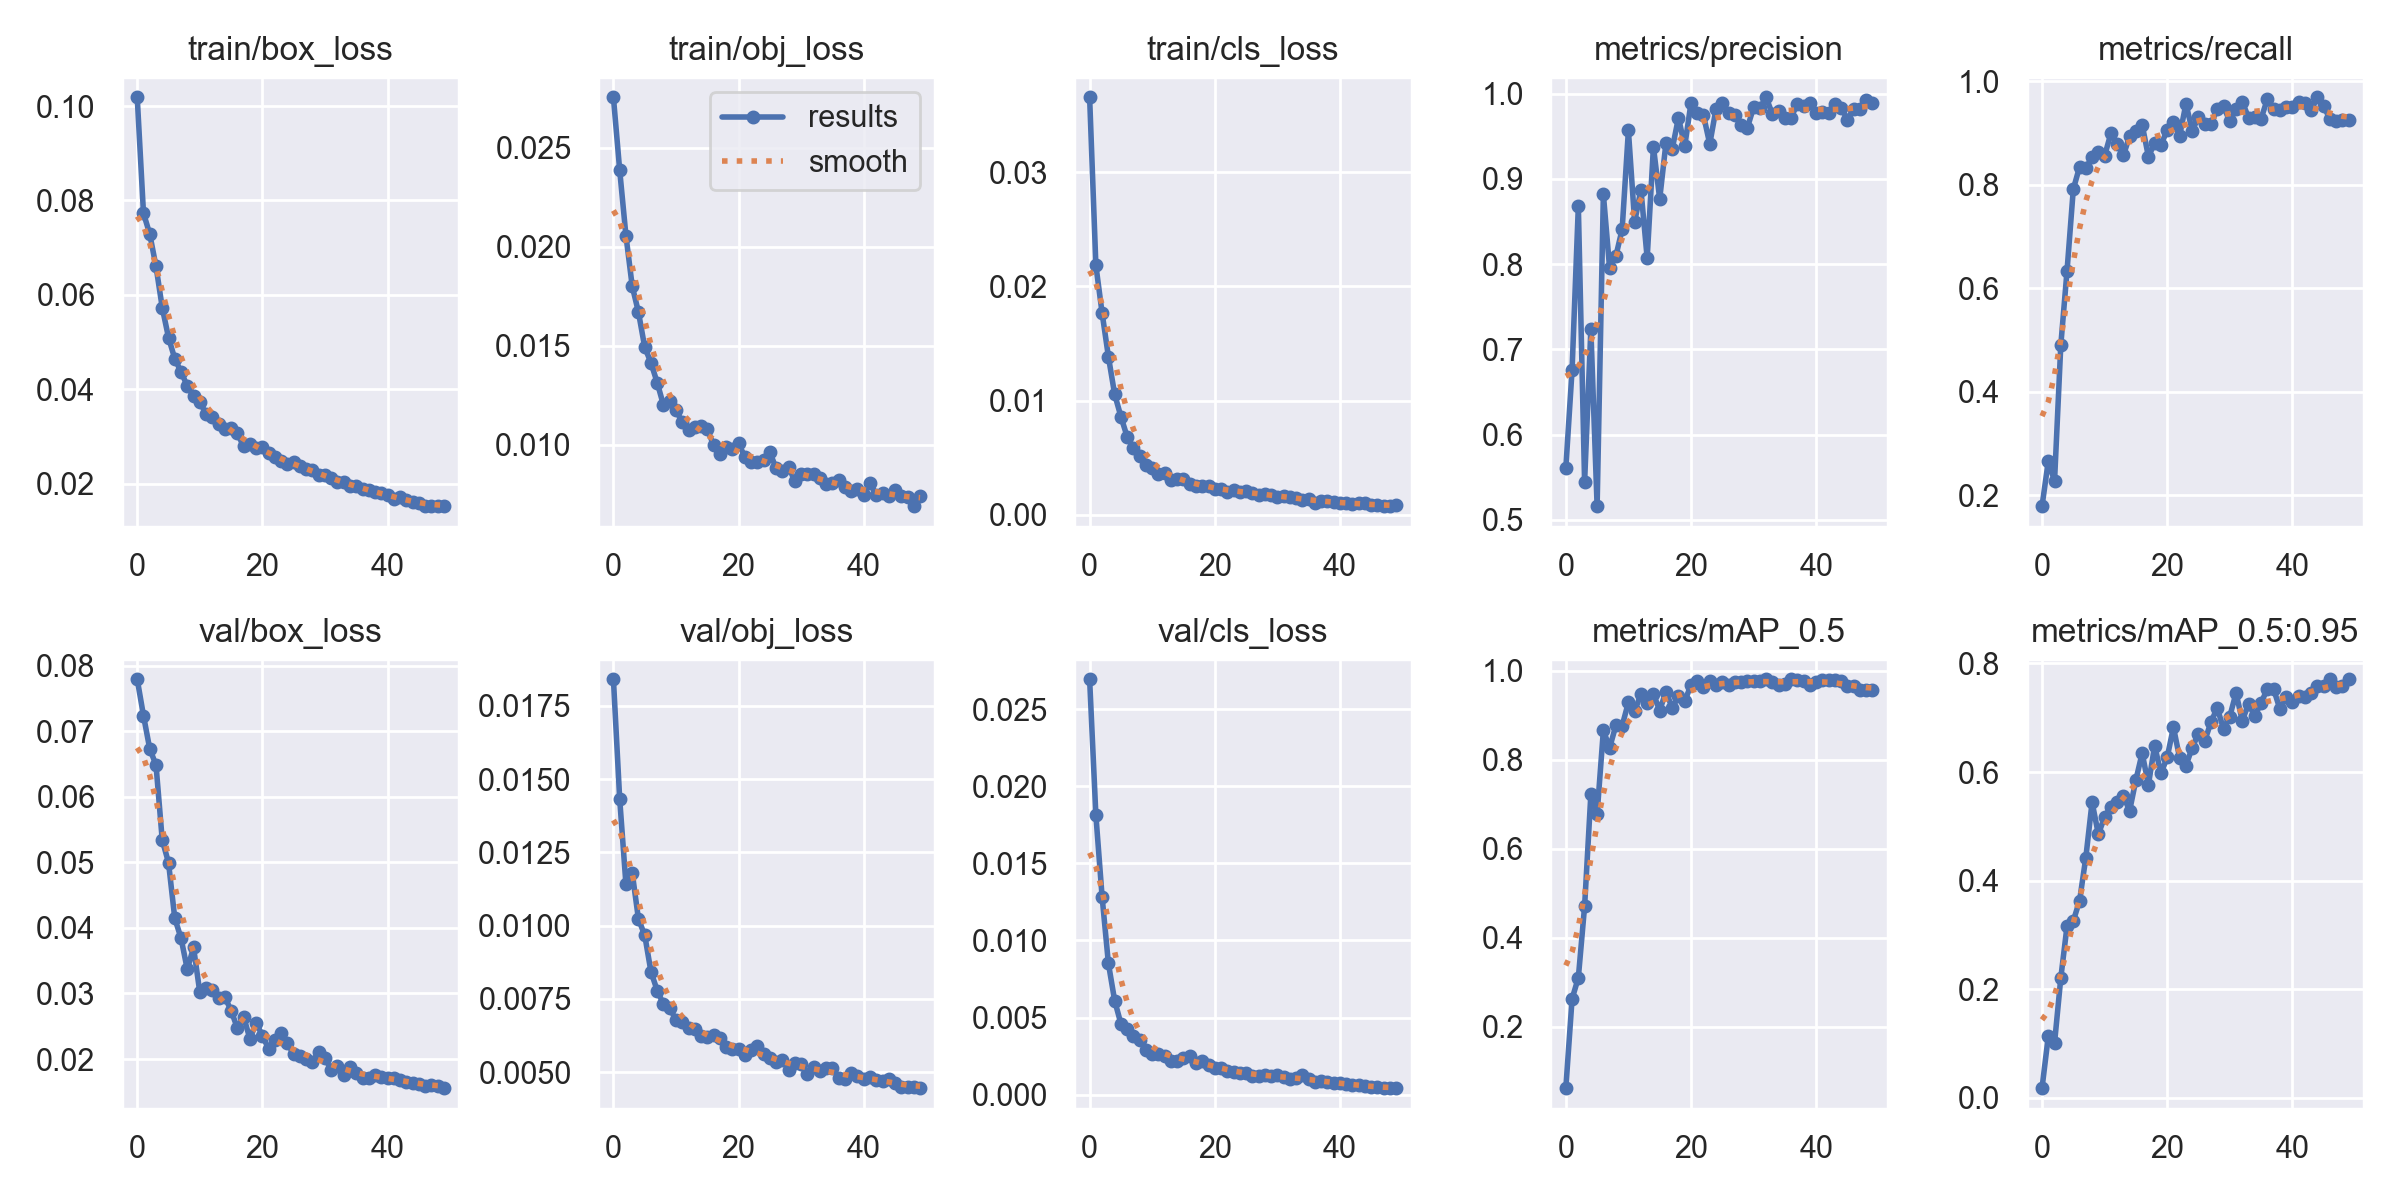 train/box_loss
0.10
0.08
0.06
0.04
0.02
0 20 40
train/obj_loss
results
smooth
0.025
0.020
0.015
0.010
0 20 40
train/cls_loss
0.03
0.02
0.01
0.00
0 20 40
metrics/precision
1.0
0.9
0.8
0.7
0.6
0.5
0 20 40
metrics/recall
1.0
0.8
0.6
0.4
0.2
0 20 40
val/box_loss
0.08
0.07
0.06
0.05
0.04
0.03
0.02
0 20 40
val/obj_loss
0.0175
0.0150
0.0125
0.0100
0.0075
0.0050
0 20 40
val/cls_loss
0.025
0.020
0.015
0.010
0.005
0.000
0 20 40
metrics/mAP_0.5
1.0
0.8
0.6
0.4
0.2
0 20 40
metrics/mAP_0.5:0.95
0.8
0.6
0.4
0.2
0.0
0 20 40